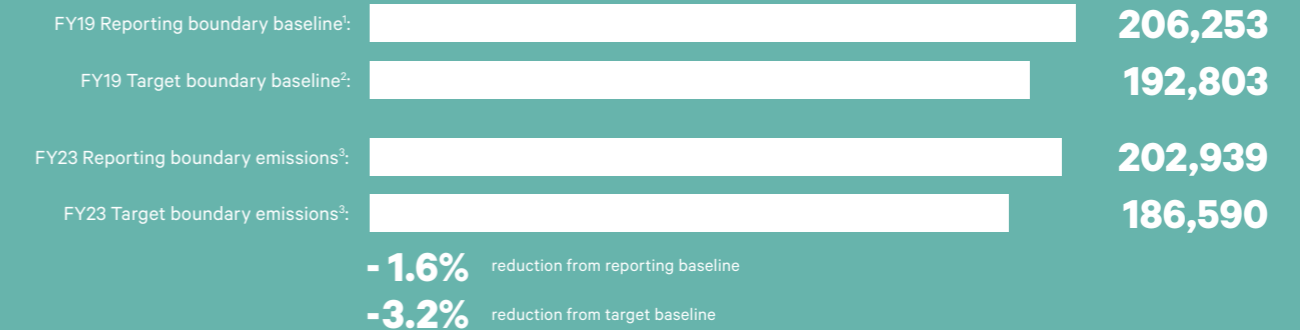 FY19 Reporting boundary baseline¹: 206,253
FY19 Target boundary baseline²: 192,803
FY23 Reporting boundary emissions³: 202,939
FY23 Target boundary emissions³: 186,590
- 1.6% reduction from reporting baseline
-3.2% reduction from target baseline